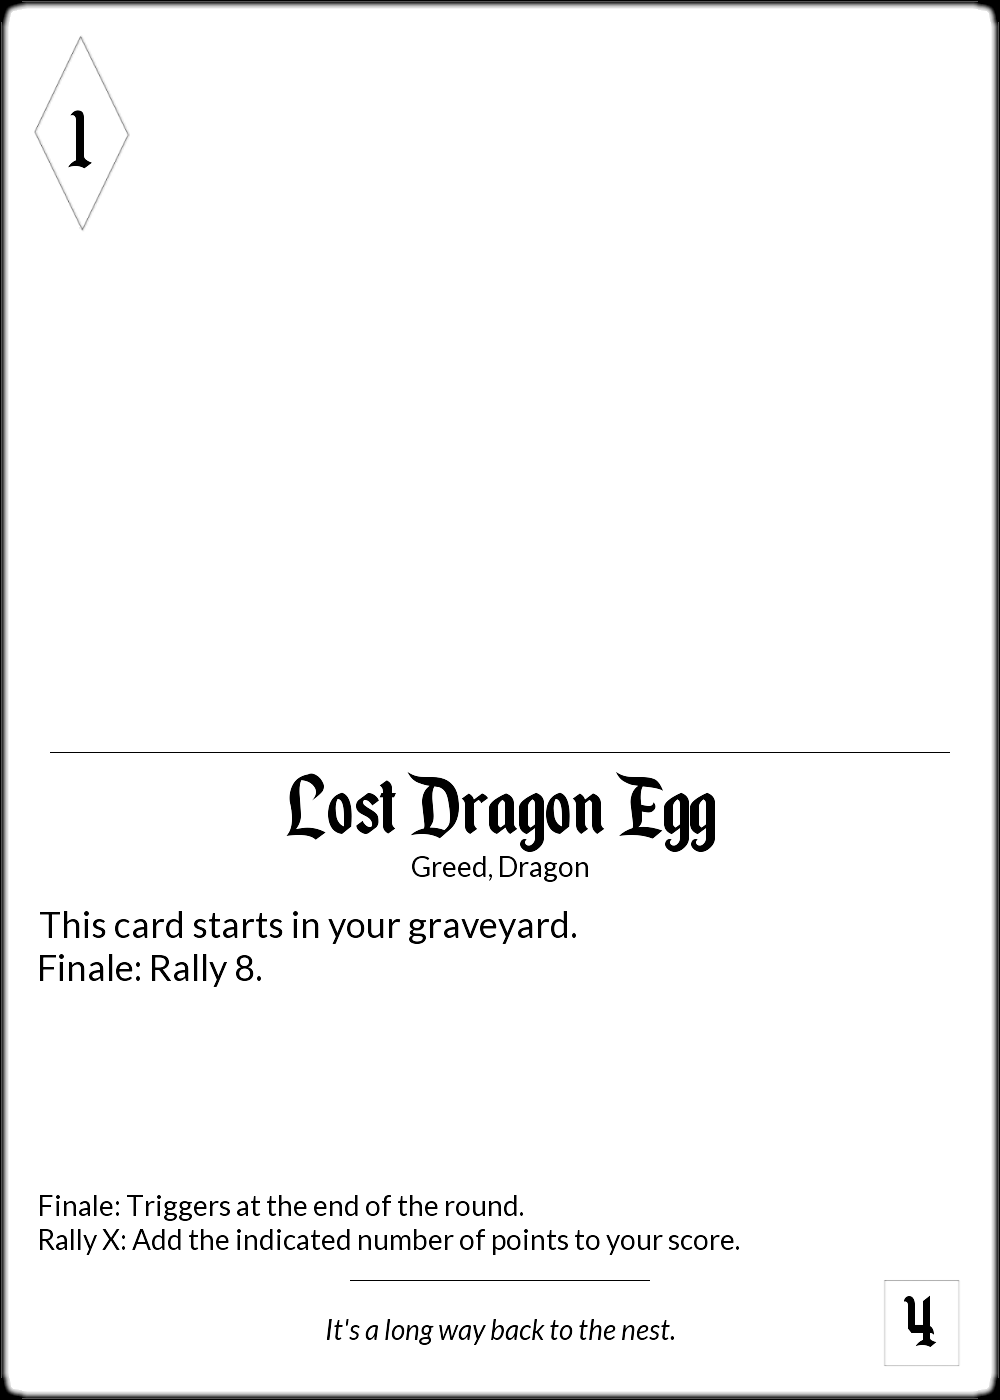 1
Lost Dragon Egg
Greed, Dragon
This card starts in your graveyard.
Finale: Rally 8.
Finale: Triggers at the end of the round.
Rally X: Add the indicated number of points to your score.
It's a long way back to the nest.
4